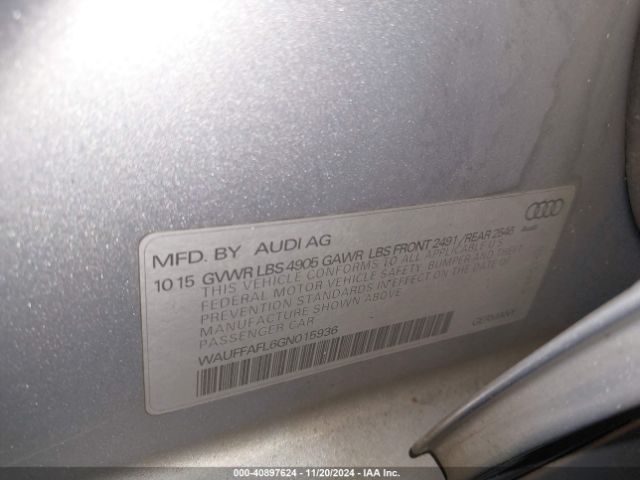 MFD. BY AUDI AG
Audi
10 15 GVWR LBS 4905 GAWR LBS FRONT 2491/REAR 2546
THIS VEHICLE CONFORMS TO ALL APPLICABLE U.S.
FEDERAL MOTOR VEHICLE SAFETY, BUMPER AND THEFT
PREVENTION STANDARDS IN EFFECT ON THE DATE OF
MANUFACTURE SHOWN ABOVE.
PASSENGER CAR
WAUFFAFL6GN015936
GERMANY
000-40897624 | 11/20/2024 - IAA Inc.